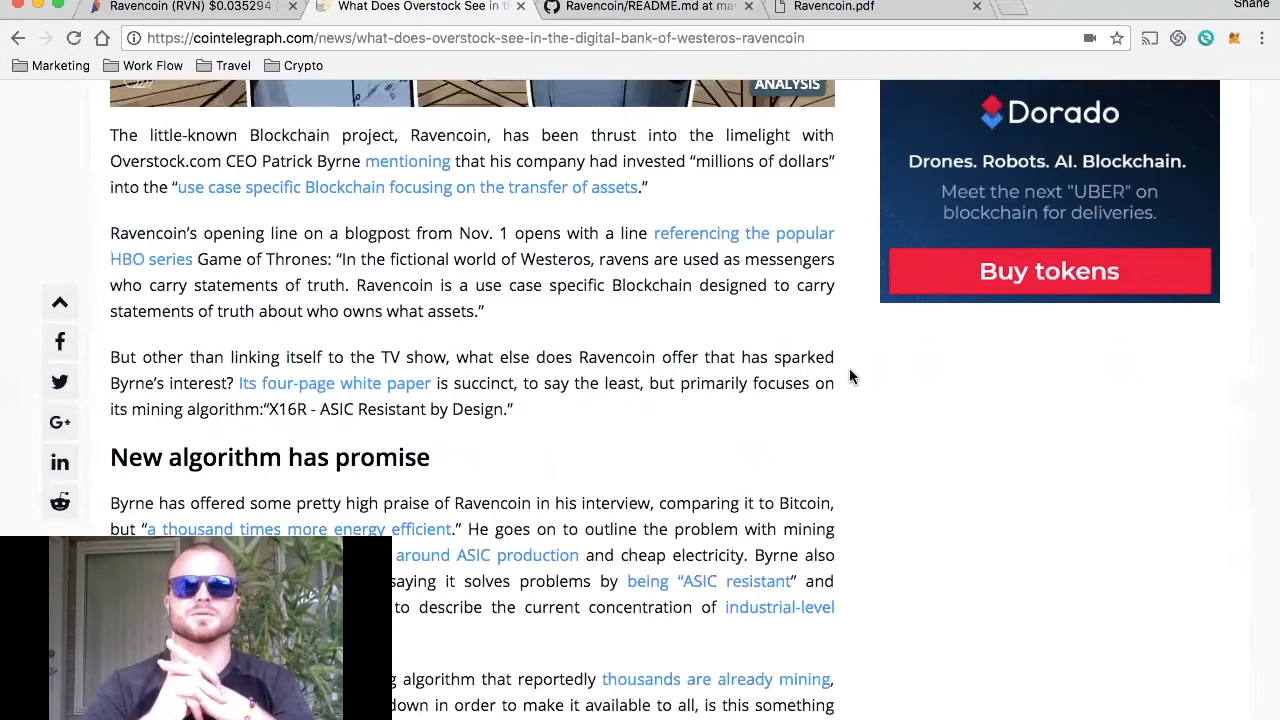 Ravencoin (RVN) $0.035294
What Does Overstock See in t
Ravencoin/README.md at ma
Ravencoin.pdf
Shane
https://cointelegraph.com/news/what-does-overstock-see-in-the-digital-bank-of-westeros-ravencoin
Marketing
Work Flow
Travel
Crypto
ANALYSIS
The little-known Blockchain project, Ravencoin, has been thrust into the limelight with
Overstock.com CEO Patrick Byrne mentioning that his company had invested “millions of dollars”
into the “use case specific Blockchain focusing on the transfer of assets.”
Ravencoin’s opening line on a blogpost from Nov. 1 opens with a line referencing the popular
HBO series Game of Thrones: “In the fictional world of Westeros, ravens are used as messengers
who carry statements of truth. Ravencoin is a use case specific Blockchain designed to carry
statements of truth about who owns what assets.”
But other than linking itself to the TV show, what else does Ravencoin offer that has sparked
Byrne’s interest? Its four-page white paper is succinct, to say the least, but primarily focuses on
its mining algorithm:“X16R - ASIC Resistant by Design.”
New algorithm has promise
Byrne has offered some pretty high praise of Ravencoin in his interview, comparing it to Bitcoin,
but “a thousand times more energy efficient.” He goes on to outline the problem with mining
around ASIC production and cheap electricity. Byrne also
saying it solves problems by being “ASIC resistant” and
to describe the current concentration of industrial-level
g algorithm that reportedly thousands are already mining,
down in order to make it available to all, is this something
Dorado
Drones. Robots. AI. Blockchain.
Meet the next "UBER" on
blockchain for deliveries.
Buy tokens
f
G+
in